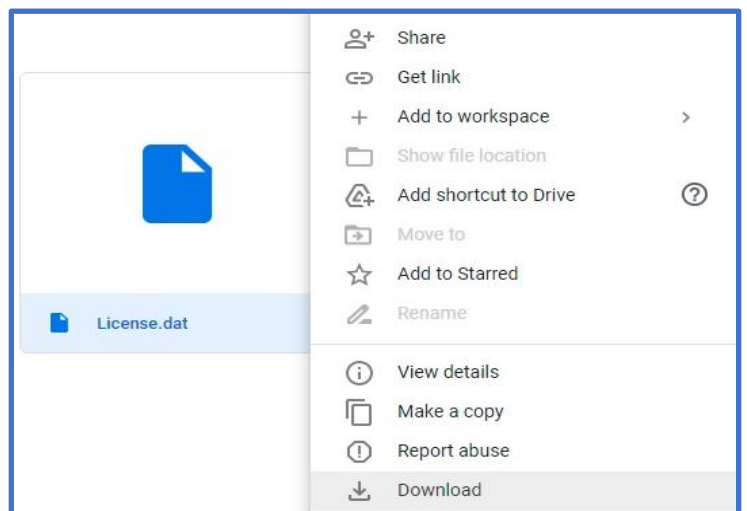 Share
Get link
Add to workspace
Show file location
Add shortcut to Drive
Move to
Add to Starred
Rename
License.dat
View details
Make a copy
Report abuse
Download